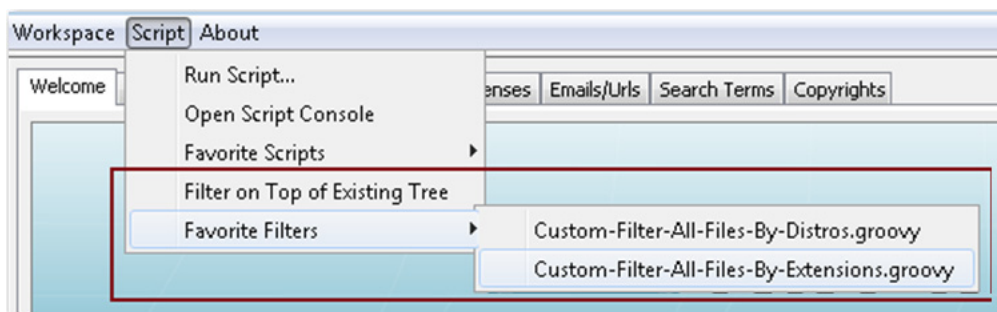 Workspace Script About
Run Script...
Welcome Emails/Urls Search Terms Copyrights
Open Script Console
Favorite Scripts
Filter on Top of Existing Tree
Favorite Filters
Custom-Filter-All-Files-By-Distros.groovy
Custom-Filter-All-Files-By-Extensions.groovy